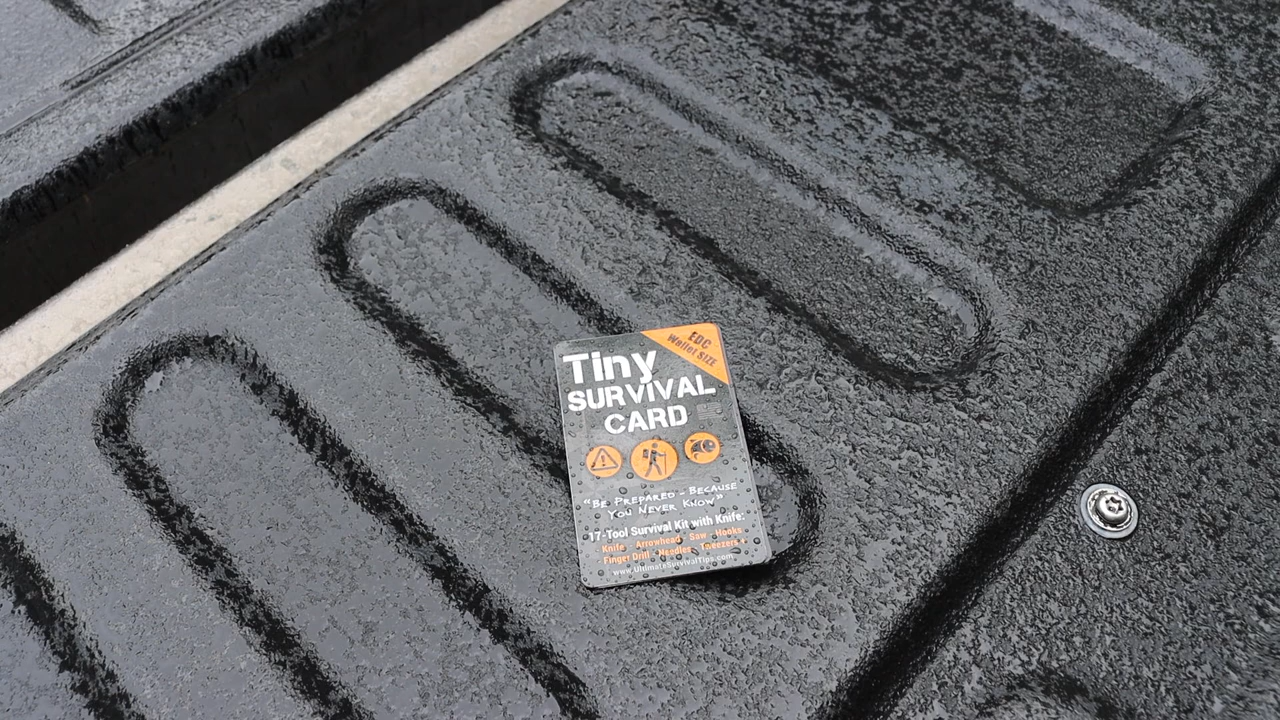 EDC
Wallet SIZE
Tiny
SURVIVAL
CARD
"BE PREPARED - BECAUSE
YOU NEVER KNOW"
17-Tool Survival Kit with Knife:
Knife - Arrowhead - Saw - Hooks
- Finger Drill - Needles - Tweezers +
www.UltimateSurvivalTips.com